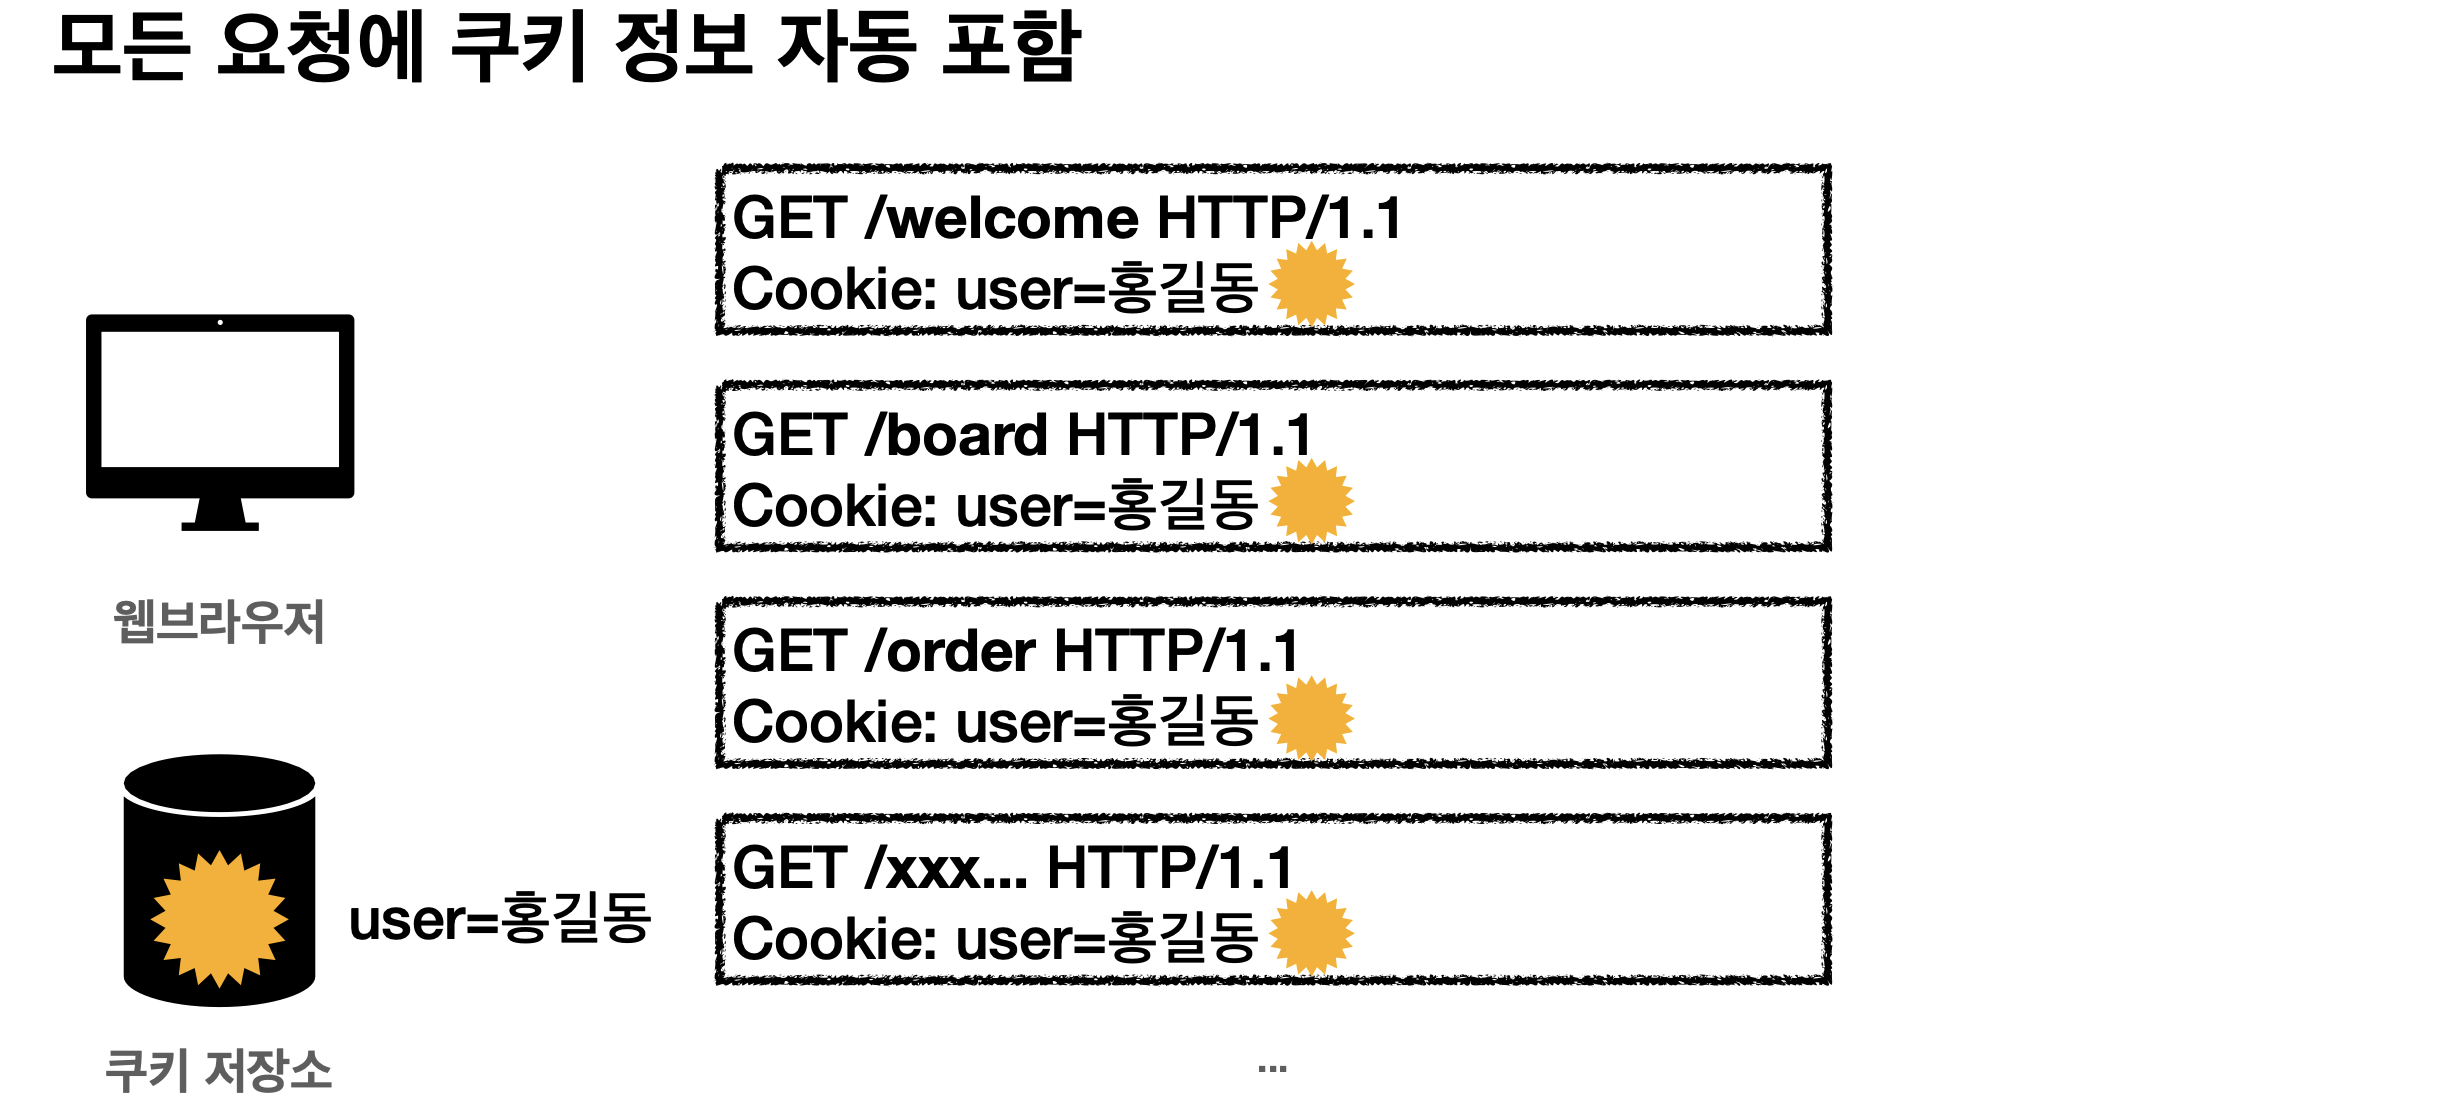 모든 요청에 쿠키 정보 자동 포함
GET /welcome HTTP/1.1
Cookie: user=홍길동
GET /board HTTP/1.1
Cookie: user=홍길동
웹브라우저
GET /order HTTP/1.1
Cookie: user=홍길동
GET /xxx... HTTP/1.1
Cookie: user=홍길동
user=홍길동
쿠키 저장소
...